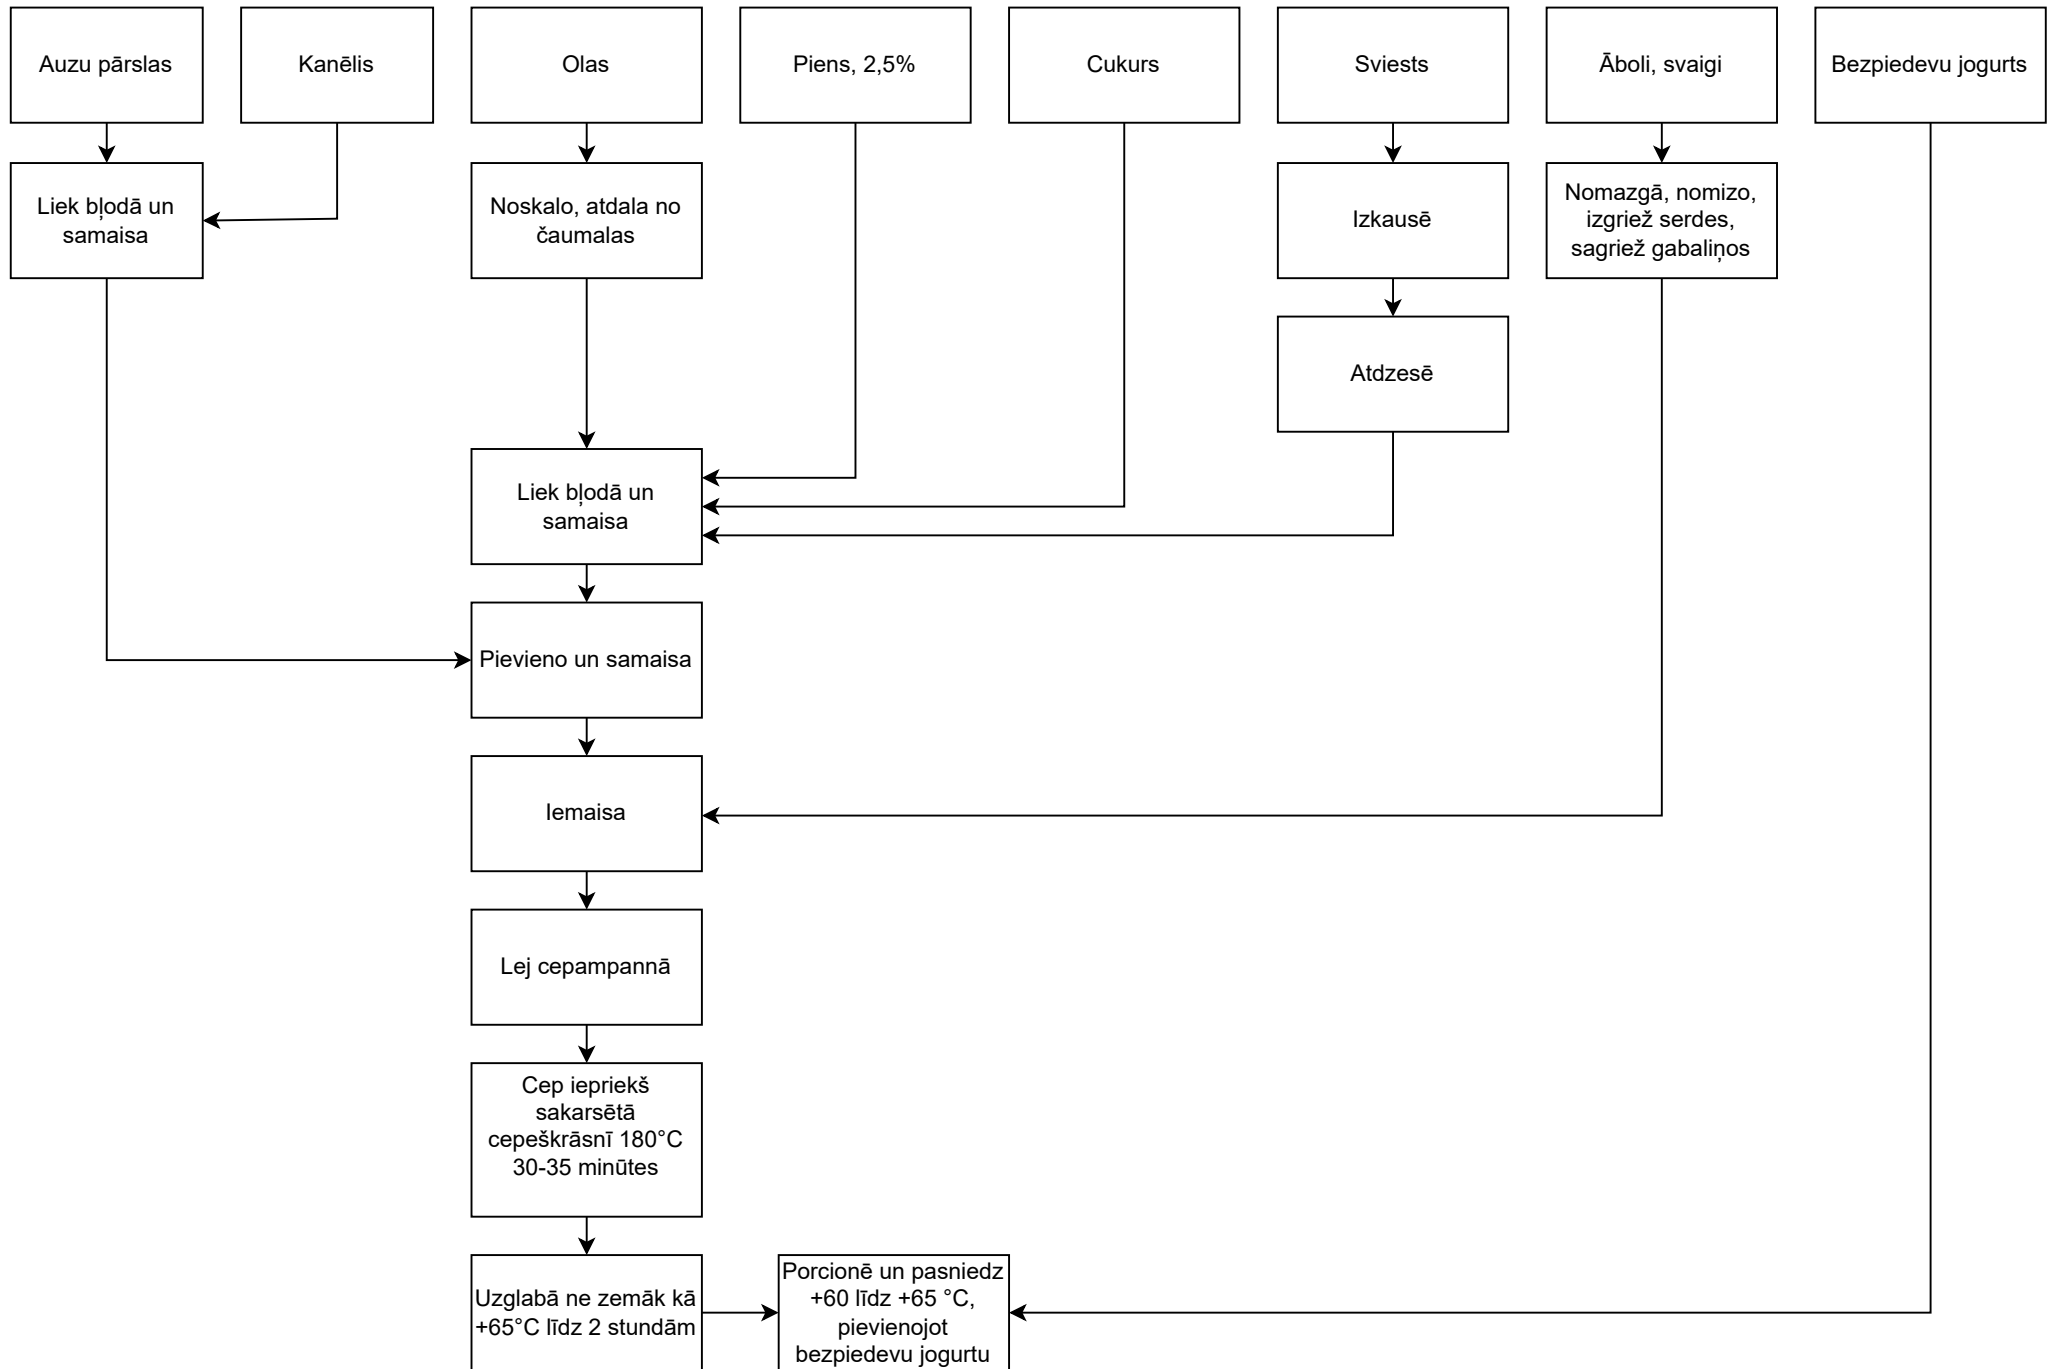 Auzu pārslas
Kanēlis
Olas
Piens, 2,5%
Cukurs
Sviests
Āboli, svaigi
Bezpiedevu jogurts
Liek bļodā un
samaisa
Noskalo, atdala no
čaumalas
Izkausē
Nomazgā, nomizo,
izgriež serdes,
sagriež gabaliņos
Atdzesē
Liek bļodā un
samaisa
Pievieno un samaisa
Iemaisa
Lej cepampannā
Cep iepriekš
sakarsētā
cepeškrāsnī 180°C
30-35 minūtes
Uzglabā ne zemāk kā
+65°C līdz 2 stundām
Porcionē un pasniedz
+60 līdz +65 °C,
pievienojot
bezpiedevu jogurtu